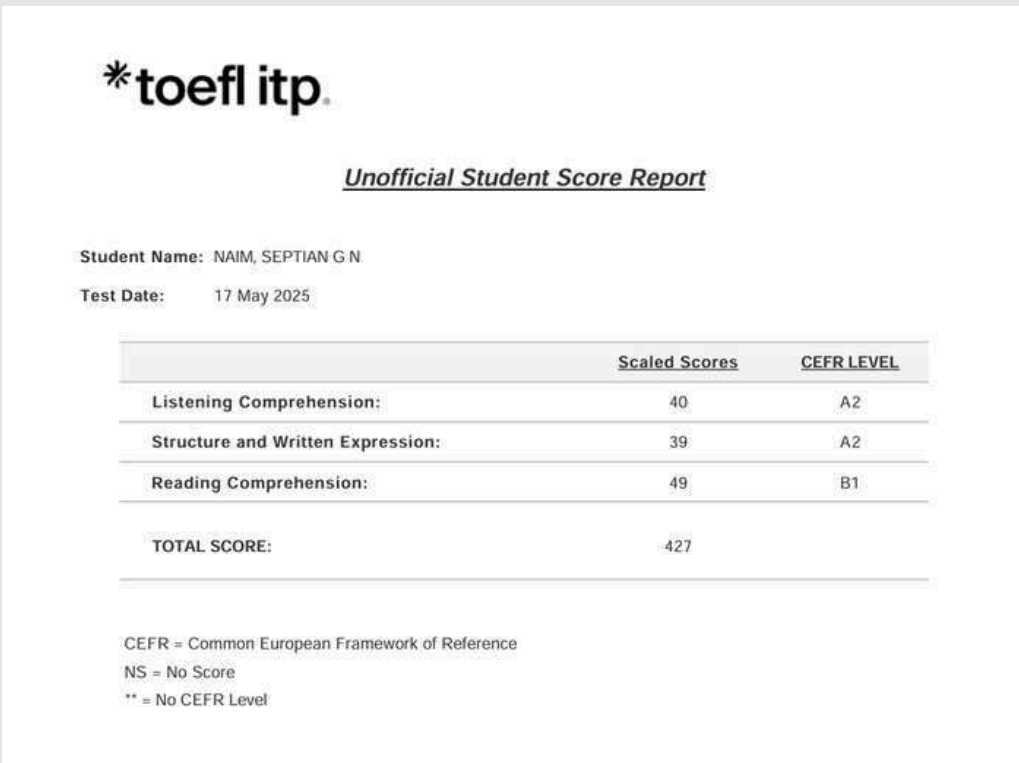 *toefl itp.
Unofficial Student Score Report
Student Name: NAIM, SEPTIAN G N
Test Date: 17 May 2025
Scaled Scores CEFR LEVEL
Listening Comprehension: 40 A2
Structure and Written Expression: 39 A2
Reading Comprehension: 49 B1
TOTAL SCORE: 427
CEFR = Common European Framework of Reference
NS = No Score
** = No CEFR Level